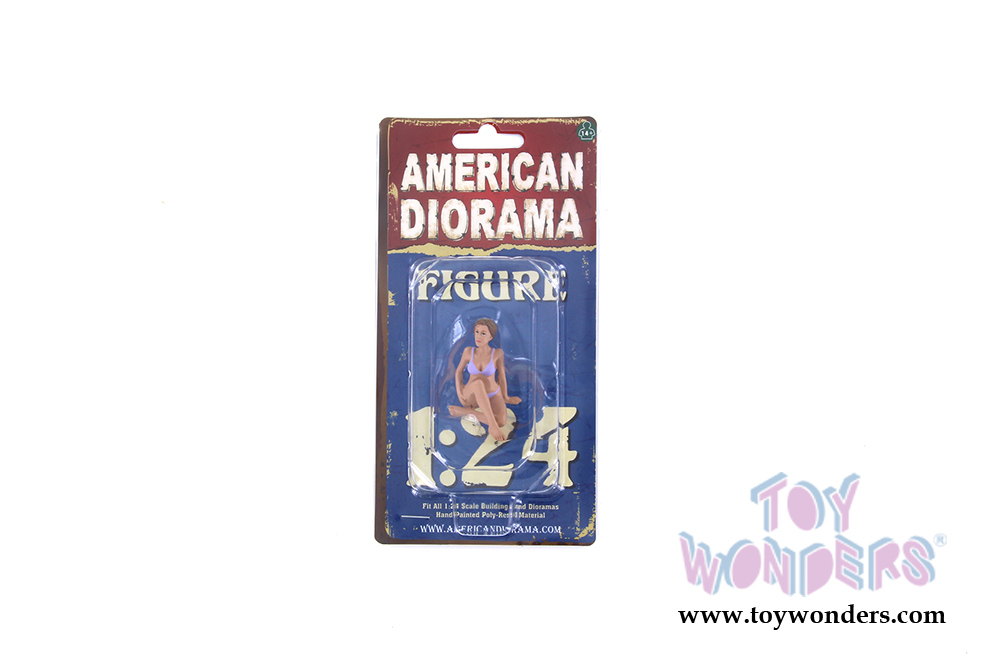 14+
AMERICAN
DIORAMA
FIGURE
1:24
Fit All 1:24 Scale Buildings and Dioramas
Hand-Painted Poly-Resin Material
WWW.AMERICANDIORAMA.COM
TOY
WONDERS®
www.toywonders.com